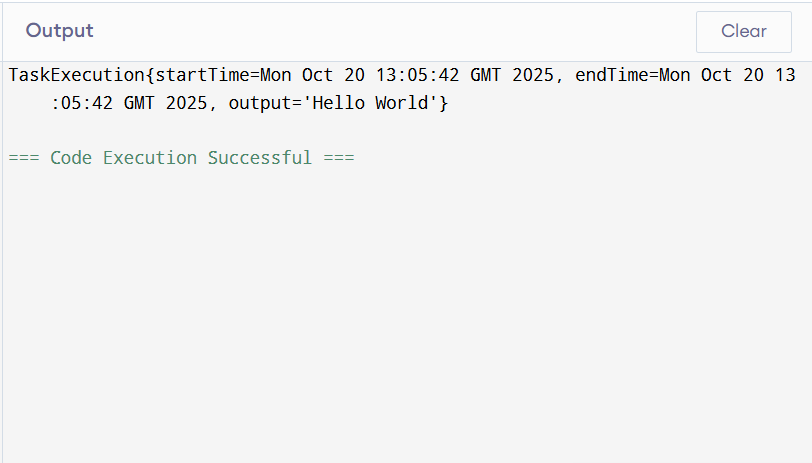 Output
Clear
TaskExecution{startTime=Mon Oct 20 13:05:42 GMT 2025, endTime=Mon Oct 20 13
:05:42 GMT 2025, output='Hello World'}
=== Code Execution Successful ===